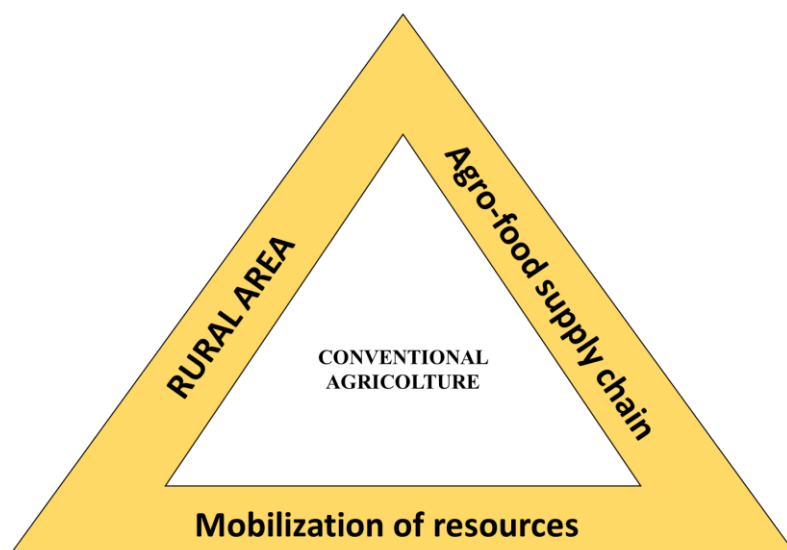 RURAL AREA
Agro-food supply chain
CONVENTIONAL
AGRICOLTURE
Mobilization of resources